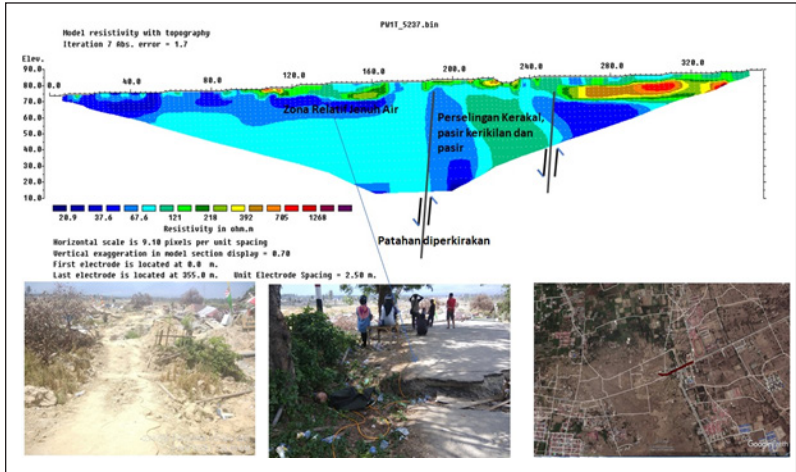 PW1T_5237.bin
Model resistivity with topography
Iteration 7 Abs. error = 1.7
Elev.
90.0
80.0
70.0
60.0
50.0
40.0
30.0
20.0
10.0
0.0 40.0 80.0 120.0 160.0 200.0 240.0 280.0 320.0
Zona Relatif Jenuh Air
Perselingan Kerakal,
pasir kerikilan dan
pasir
Patahan diperkirakan
20.9 37.6 67.6 121 218 392 705 1268
Resistivity in ohm.m
Horizontal scale is 9.10 pixels per unit spacing
Vertical exaggeration in model section display = 0.70
First electrode is located at 0.0 m.
Last electrode is located at 355.0 m. Unit Electrode Spacing = 2.50 m.
Google Earth